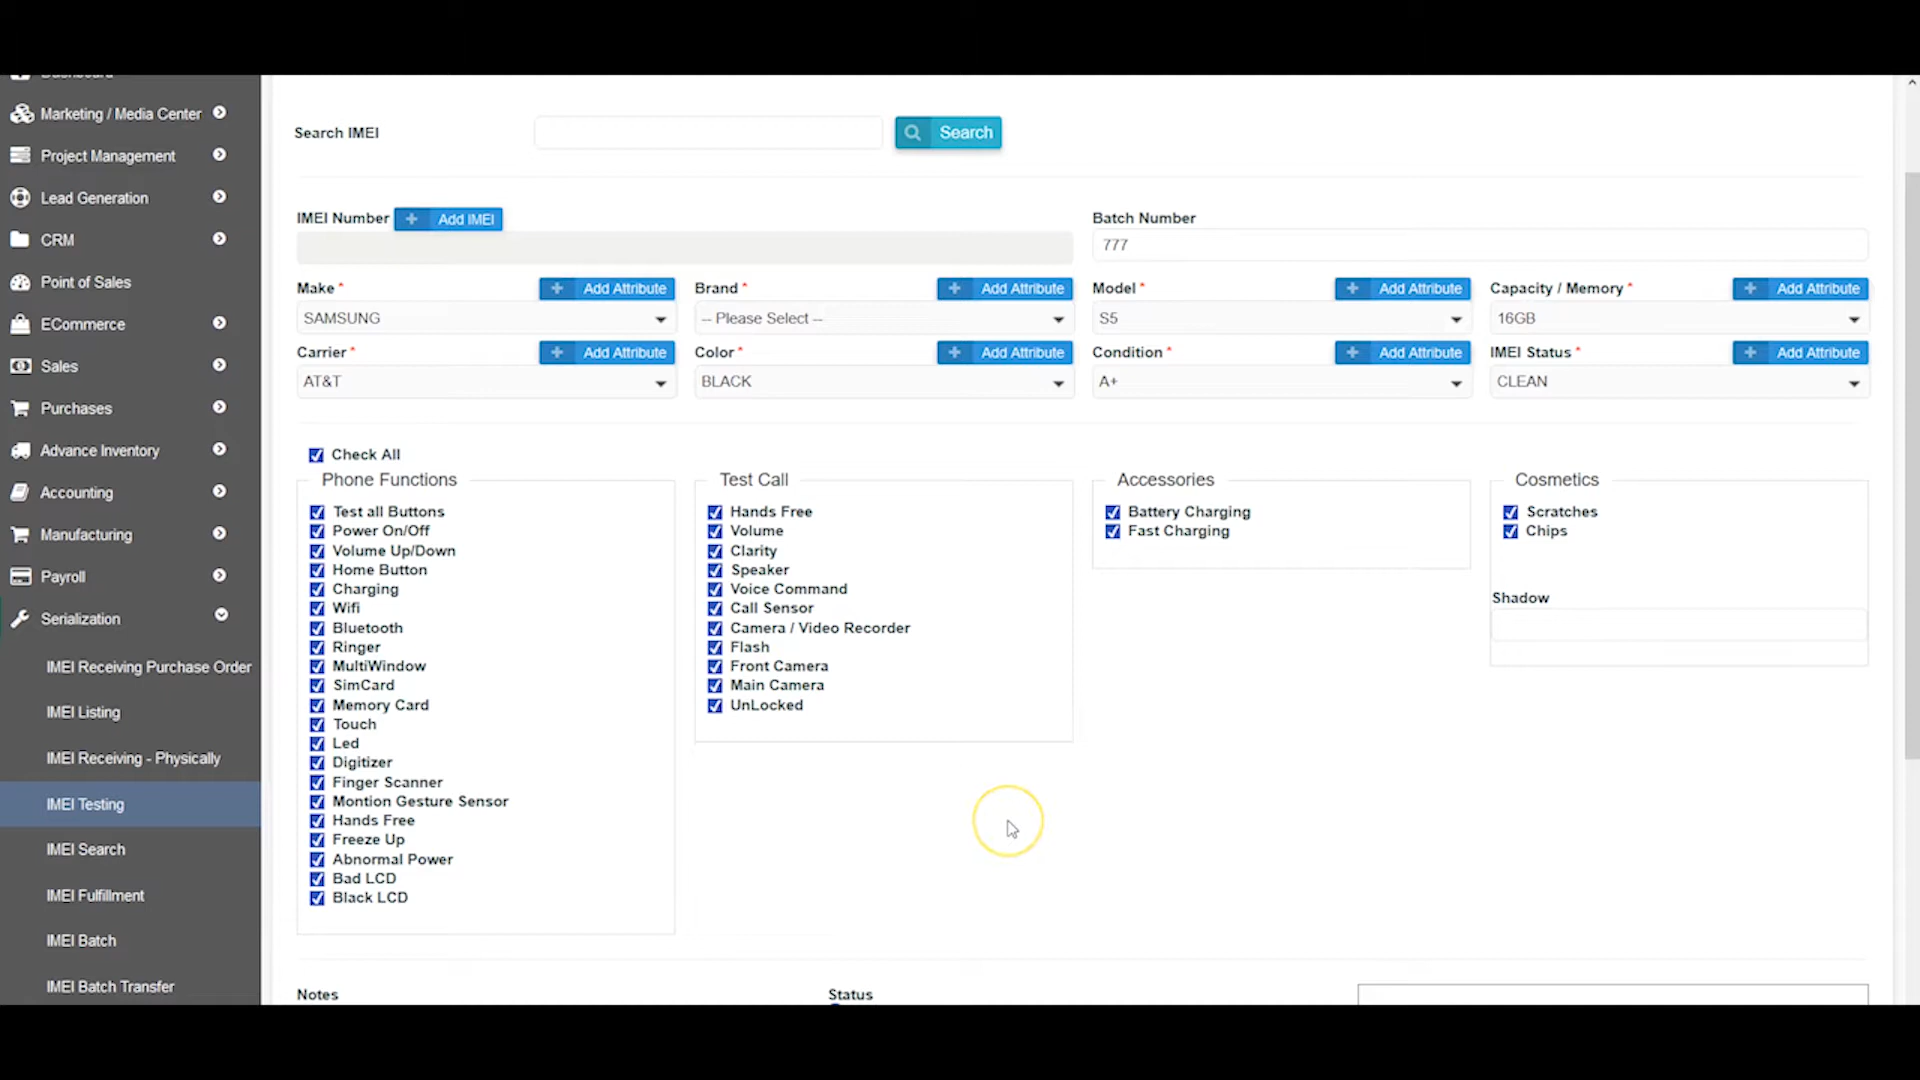 Dashboard
Marketing / Media Center
Project Management
Lead Generation
CRM
Point of Sales
ECommerce
Sales
Purchases
Advance Inventory
Accounting
Manufacturing
Payroll
Serialization
IMEI Receiving Purchase Order
IMEI Listing
IMEI Receiving - Physically
IMEI Testing
IMEI Search
IMEI Fulfillment
IMEI Batch
IMEI Batch Transfer
Search IMEI
Search
IMEI Number + Add IMEI
Batch Number
777
Make * + Add Attribute
SAMSUNG
Brand * + Add Attribute
-- Please Select --
Model * + Add Attribute
S5
Capacity / Memory * + Add Attribute
16GB
Carrier * + Add Attribute
AT&T
Color * + Add Attribute
BLACK
Condition * + Add Attribute
A+
IMEI Status * + Add Attribute
CLEAN
Check All
Phone Functions
Test all Buttons
Power On/Off
Volume Up/Down
Home Button
Charging
Wifi
Bluetooth
Ringer
MultiWindow
SimCard
Memory Card
Touch
Led
Digitizer
Finger Scanner
Montion Gesture Sensor
Hands Free
Freeze Up
Abnormal Power
Bad LCD
Black LCD
Test Call
Hands Free
Volume
Clarity
Speaker
Voice Command
Call Sensor
Camera / Video Recorder
Flash
Front Camera
Main Camera
UnLocked
Accessories
Battery Charging
Fast Charging
Cosmetics
Scratches
Chips
Shadow
Notes
Status